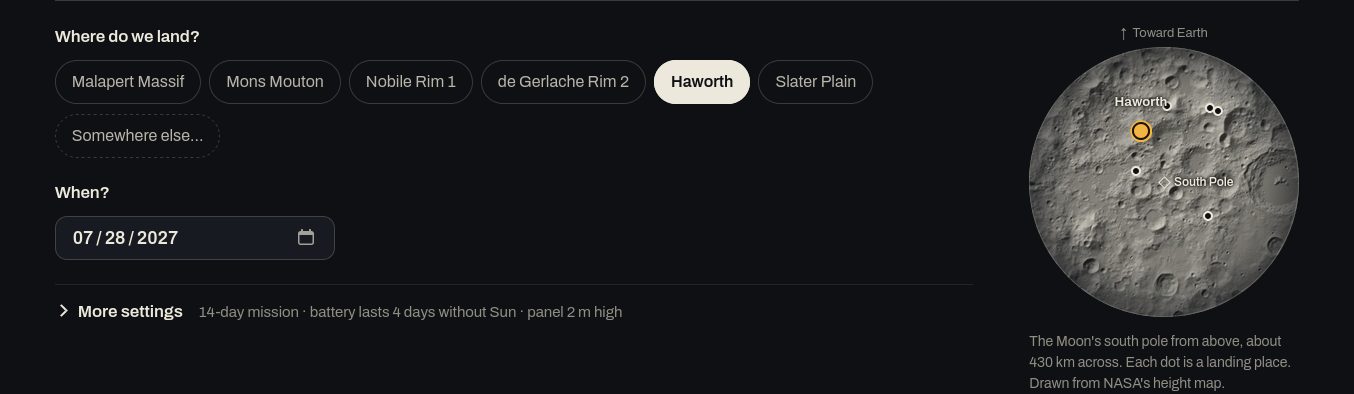 Where do we land?
Malapert Massif
Mons Mouton
Nobile Rim 1
de Gerlache Rim 2
Haworth
Slater Plain
Somewhere else...
When?
07/28/2027
More settings
14-day mission · battery lasts 4 days without Sun · panel 2 m high
↑ Toward Earth
Haworth
South Pole
The Moon's south pole from above, about
430 km across. Each dot is a landing place.
Drawn from NASA's height map.